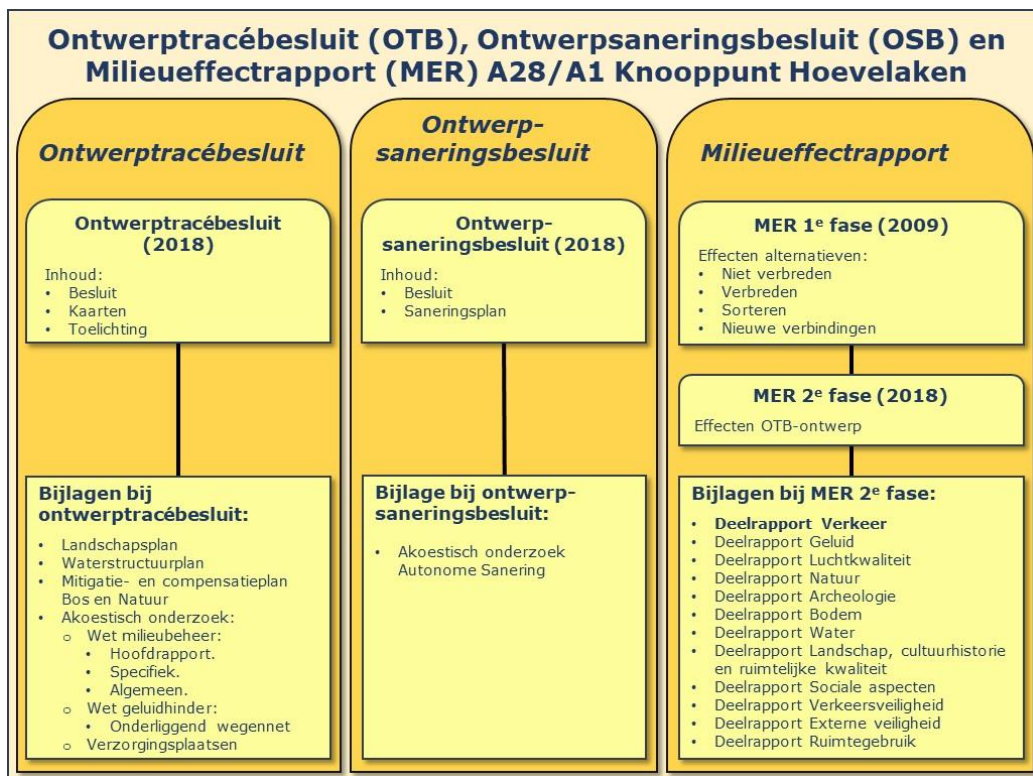 Ontwerptracébesluit (OTB), Ontwerpsaneringsbesluit (OSB) en
Milieueffectrapport (MER) A28/A1 Knooppunt Hoevelaken
Ontwerptracébesluit
Ontwerptracébesluit
(2018)
Inhoud:
• Besluit
• Kaarten
• Toelichting
Bijlagen bij
ontwerptracébesluit:
• Landschapsplan
• Waterstructuurplan
• Mitigatie- en compensatieplan
Bos en Natuur
• Akoestisch onderzoek:
o Wet milieubeheer:
• Hoofdrapport.
• Specifiek.
• Algemeen.
o Wet geluidhinder:
• Onderliggend wegennet
o Verzorgingsplaatsen
Ontwerp-
saneringsbesluit
Ontwerp-
saneringsbesluit (2018)
Inhoud:
• Besluit
• Saneringsplan
Bijlage bij ontwerp-
saneringsbesluit:
• Akoestisch onderzoek
Autonome Sanering
Milieueffectrapport
MER 1e fase (2009)
Effecten alternatieven:
• Niet verbreden
• Verbreden
• Sorteren
• Nieuwe verbindingen
MER 2e fase (2018)
Effecten OTB-ontwerp
Bijlagen bij MER 2e fase:
• Deelrapport Verkeer
• Deelrapport Geluid
• Deelrapport Luchtkwaliteit
• Deelrapport Natuur
• Deelrapport Archeologie
• Deelrapport Bodem
• Deelrapport Water
• Deelrapport Landschap, cultuurhistorie
en ruimtelijke kwaliteit
• Deelrapport Sociale aspecten
• Deelrapport Verkeersveiligheid
• Deelrapport Externe veiligheid
• Deelrapport Ruimtegebruik